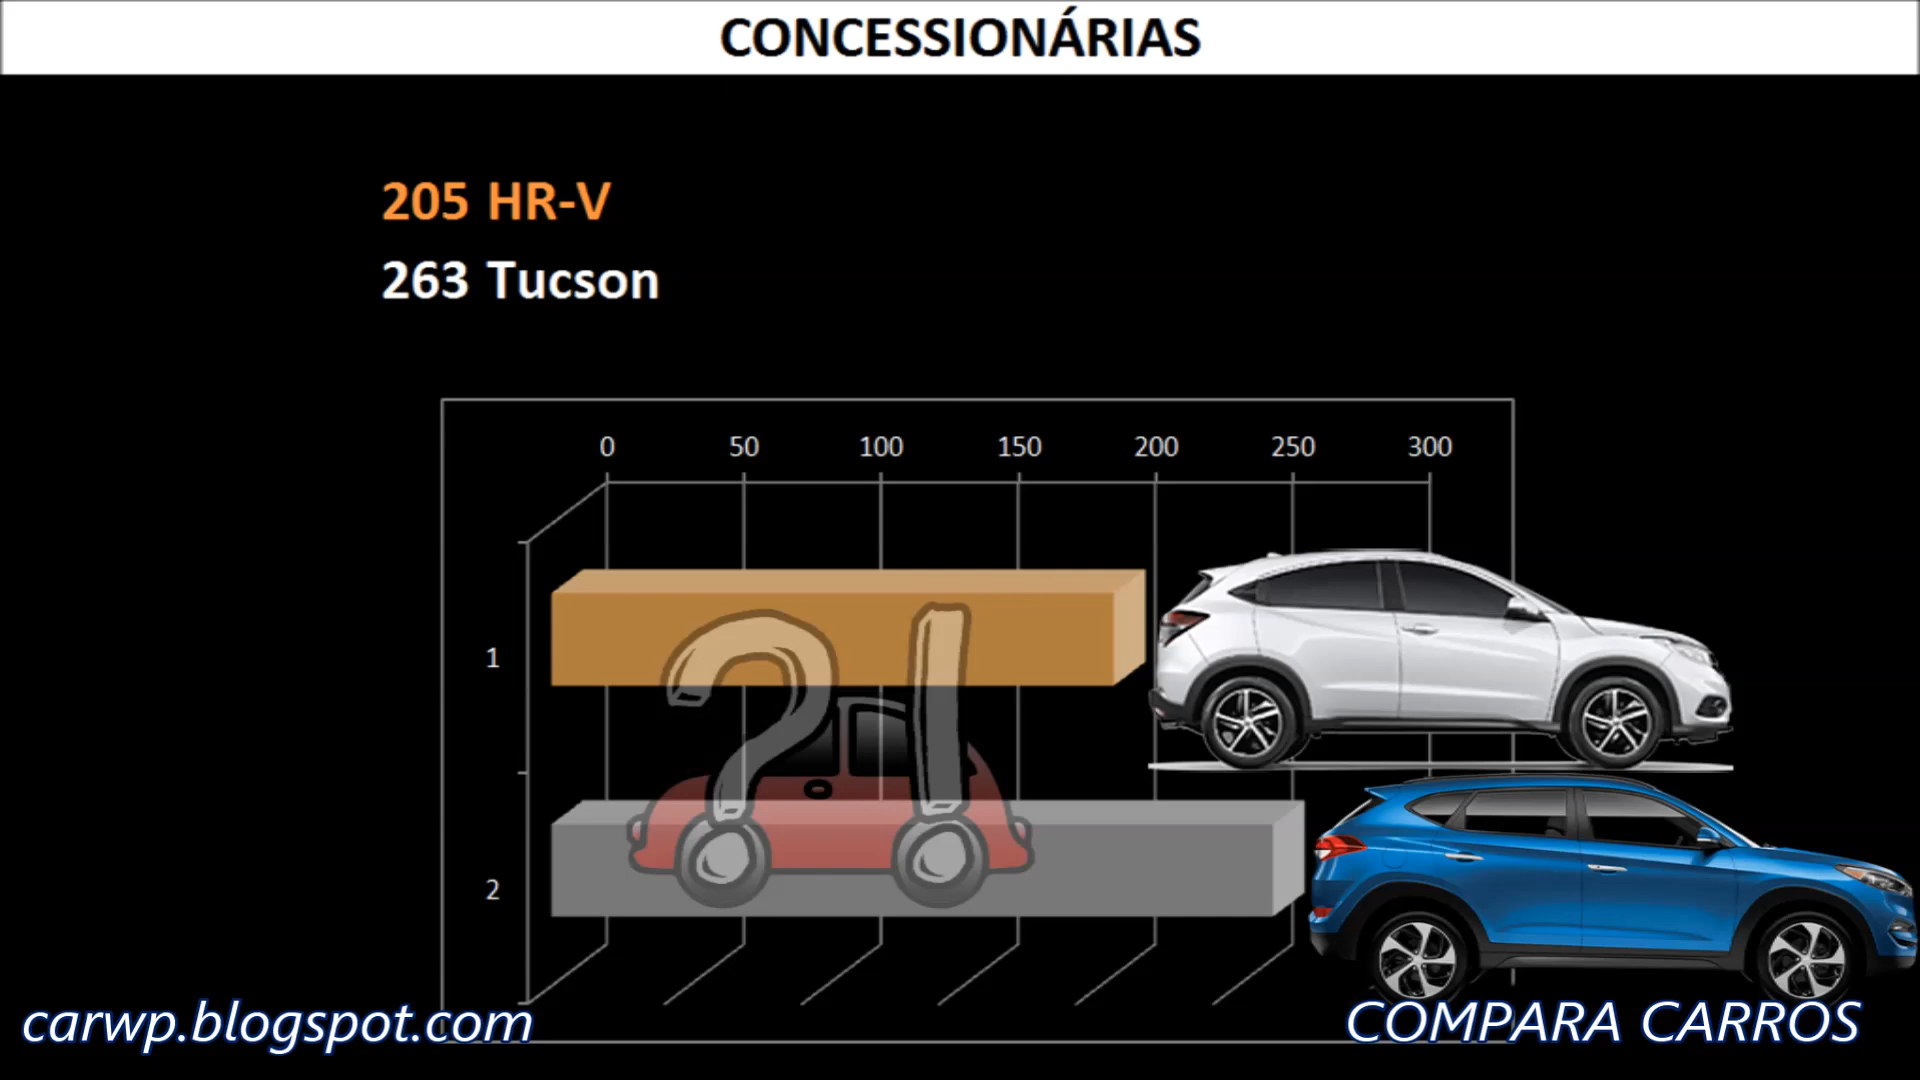 CONCESSIONÁRIAS
205 HR-V
263 Tucson
0 50 100 150 200 250 300
1
21
2
carwp.blogspot.com
COMPARA CARROS